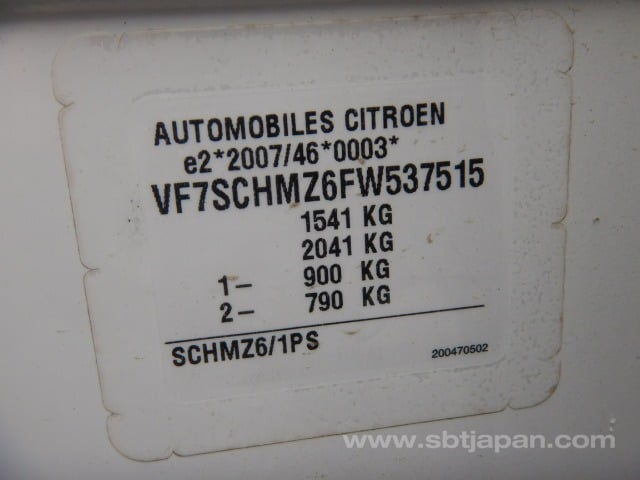 AUTOMOBILES CITROEN
e2*2007/46*0003*
VF7SCHMZ6FW537515
1541 KG
2041 KG
1– 900 KG
2– 790 KG
SCHMZ6/1PS 200470502
www.sbtjapan.com